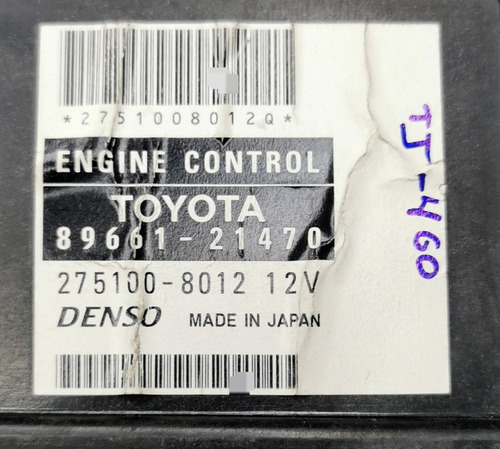 *2751008012Q*
ENGINE CONTROL
TOYOTA
89661-21470
275100-8012 12V
DENSO MADE IN JAPAN
TJ-460